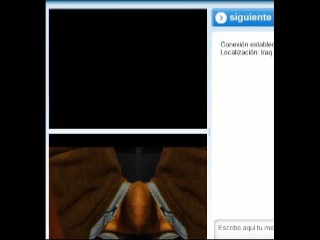 siguiente
Conexión establec
Localización: Iraq
Escribe aquí tu me